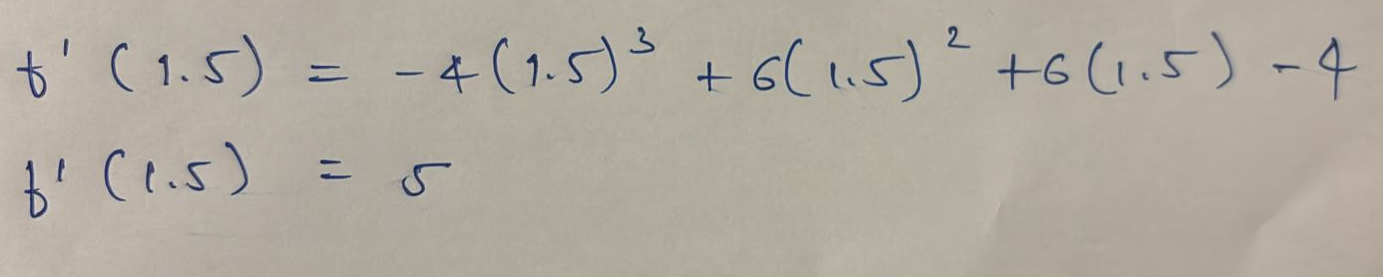 f' (1.5) = -4(1.5)³ + 6(1.5)² +6(1.5) - 4
f' (1.5) = 5